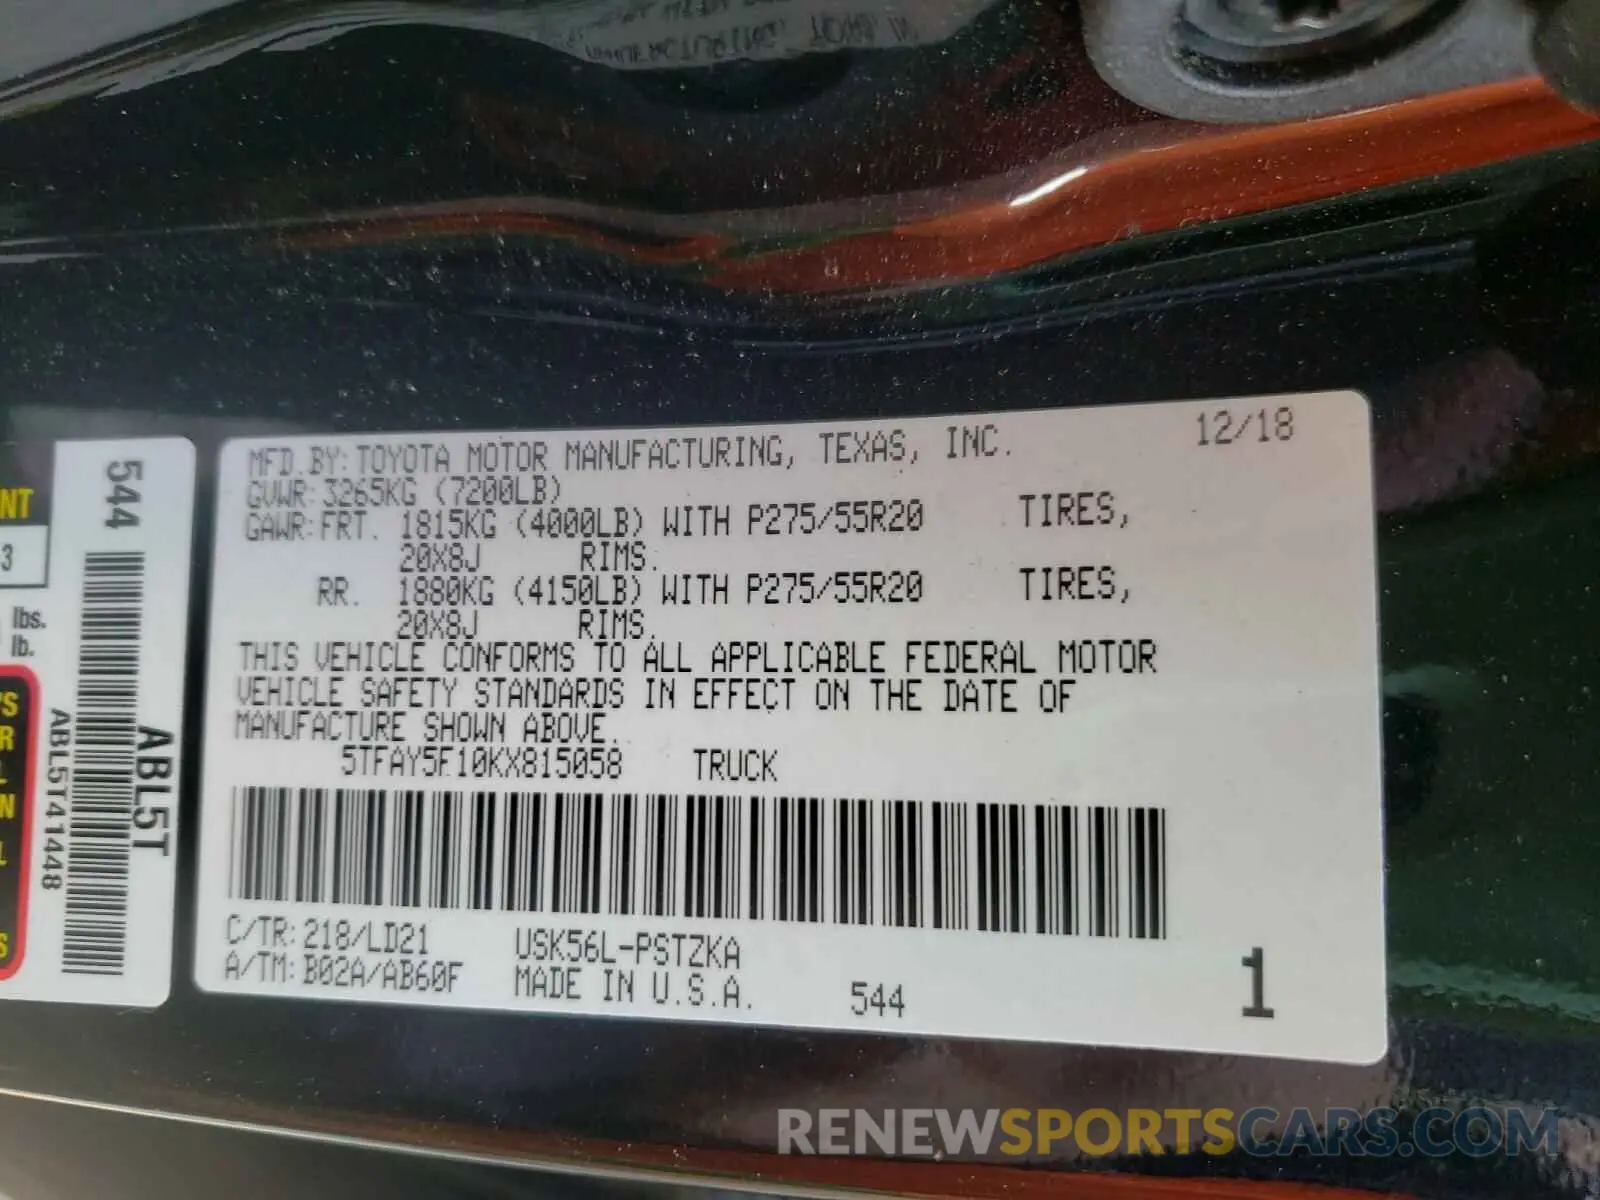 MFD. BY: TOYOTA MOTOR MANUFACTURING, TEXAS, INC. 12/18
GVWR: 3265KG (7200LB)
GAWR: FRT. 1815KG (4000LB) WITH P275/55R20 TIRES,
20X8J RIMS.
RR. 1880KG (4150LB) WITH P275/55R20 TIRES,
20X8J RIMS.
THIS VEHICLE CONFORMS TO ALL APPLICABLE FEDERAL MOTOR
VEHICLE SAFETY STANDARDS IN EFFECT ON THE DATE OF
MANUFACTURE SHOWN ABOVE.
5TFAY5F10KX815058 TRUCK
C/TR: 218/LD21 USK56L-PSTZKA
A/TM: B02A/AB60F MADE IN U.S.A. 544
1
544
ABL5T
ABL5T41448
NT
3
lbs.
lb.
RENEWSPORTSCARS.COM